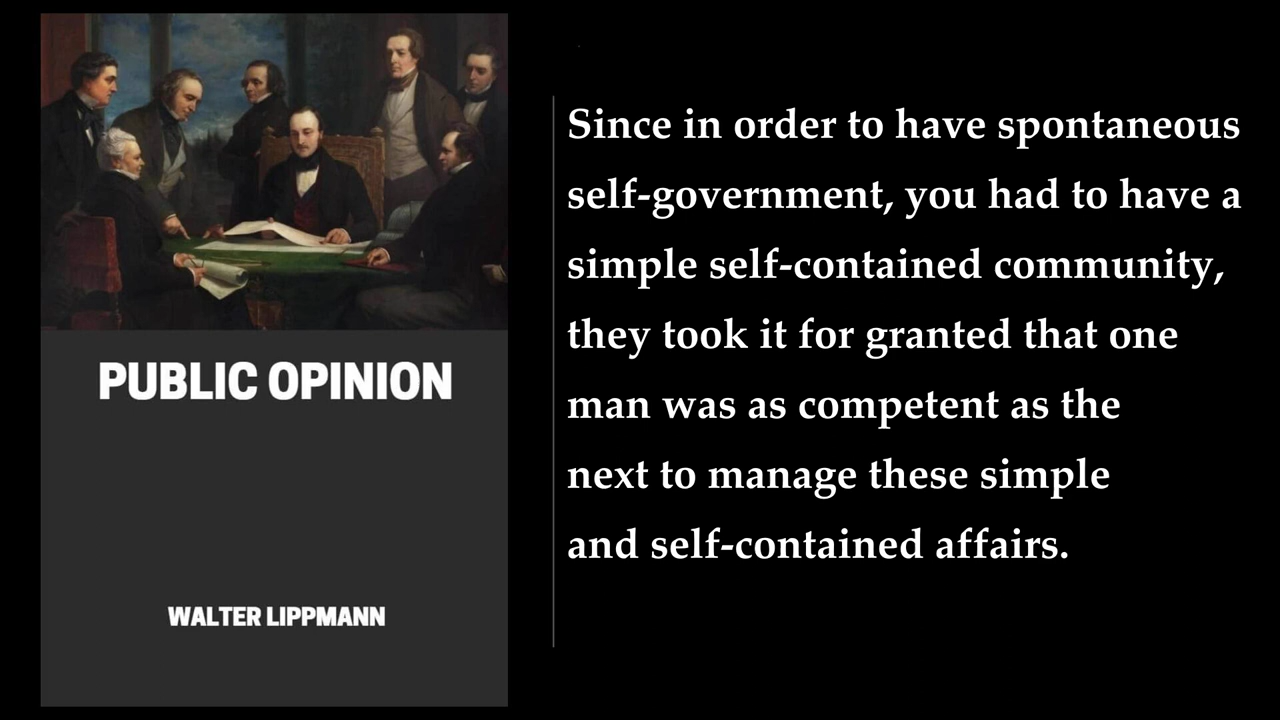 PUBLIC OPINION
WALTER LIPPMANN
Since in order to have spontaneous
self-government, you had to have a
simple self-contained community,
they took it for granted that one
man was as competent as the
next to manage these simple
and self-contained affairs.